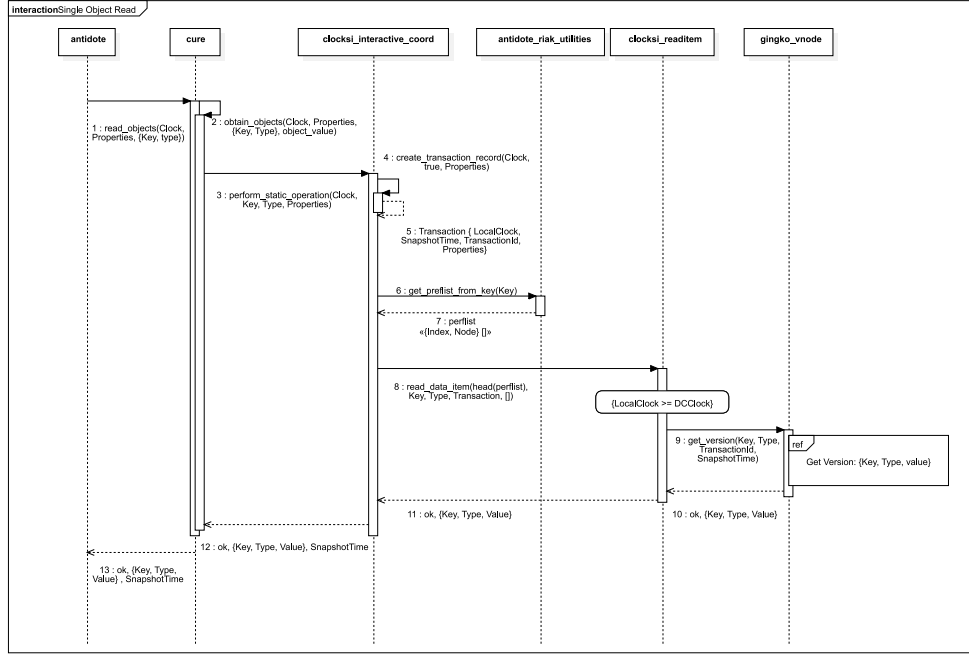 interaction Single Object Read
antidote
cure
clocksi_interactive_coord
antidote_riak_utilities
clocksi_readitem
gingko_vnode
1 : read_objects(Clock,
Properties, {Key, type})
2 : obtain_objects(Clock, Properties,
{Key, Type}, object_value)
4 : create_transaction_record(Clock,
true, Properties)
3 : perform_static_operation(Clock,
Key, Type, Properties)
5 : Transaction { LocalClock,
SnapshotTime, TransactionId,
Properties}
6 : get_preflist_from_key(Key)
7 : perflist
«{Index, Node} []»
8 : read_data_item(head(perflist),
Key, Type, Transaction, [])
{LocalClock >= DCClock}
9 : get_version(Key, Type,
TransactionId,
SnapshotTime)
ref
Get Version: {Key, Type, value}
10 : ok, {Key, Type, Value}
11 : ok, {Key, Type, Value}
12 : ok, {Key, Type, Value}, SnapshotTime
13 : ok, {Key, Type,
Value} , SnapshotTime